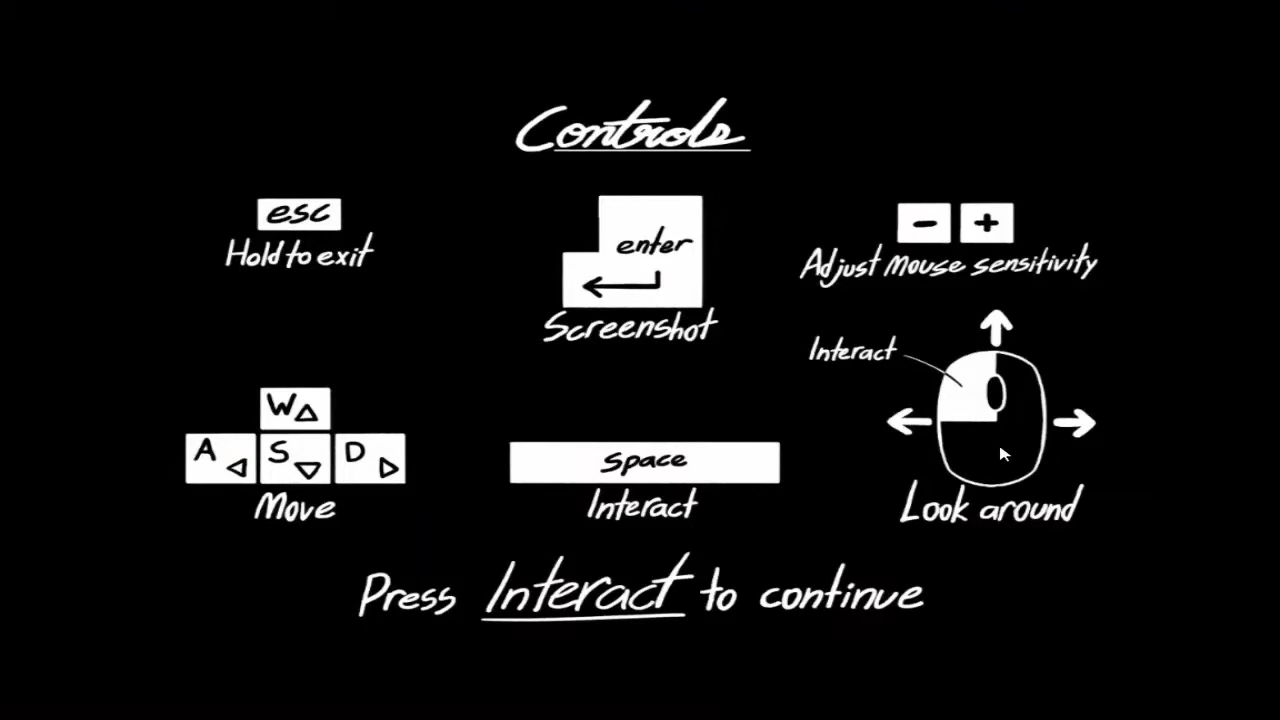 Controls
esc
Hold to exit
enter
Screenshot
- +
Adjust mouse sensitivity
Interact
W
A S D
Move
space
Interact
Look around
Press Interact to continue